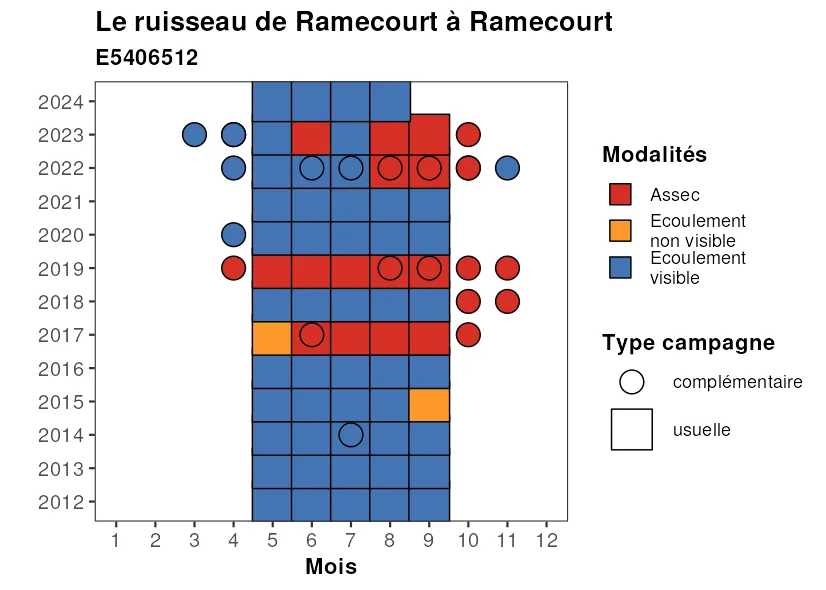 Le ruisseau de Ramecourt à Ramecourt
E5406512
2024
2023
2022
2021
2020
2019
2018
2017
2016
2015
2014
2013
2012
1 2 3 4 5 6 7 8 9 10 11 12
Mois
Modalités
Assec
Ecoulement
non visible
Ecoulement
visible
Type campagne
complémentaire
usuelle